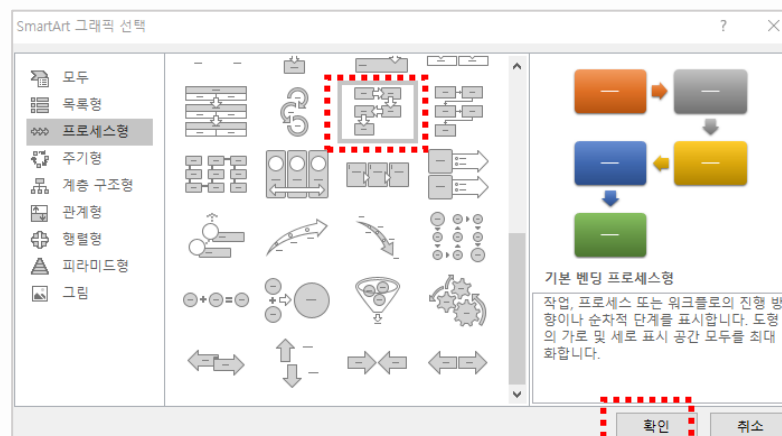 SmartArt 그래픽 선택
?
모두
목록형
프로세스형
주기형
계층 구조형
관계형
행렬형
피라미드형
그림
기본 벤딩 프로세스형
작업, 프로세스 또는 워크플로의 진행 방
향이나 순차적 단계를 표시합니다. 도형
의 가로 및 세로 표시 공간 모두를 최대
화합니다.
확인
취소